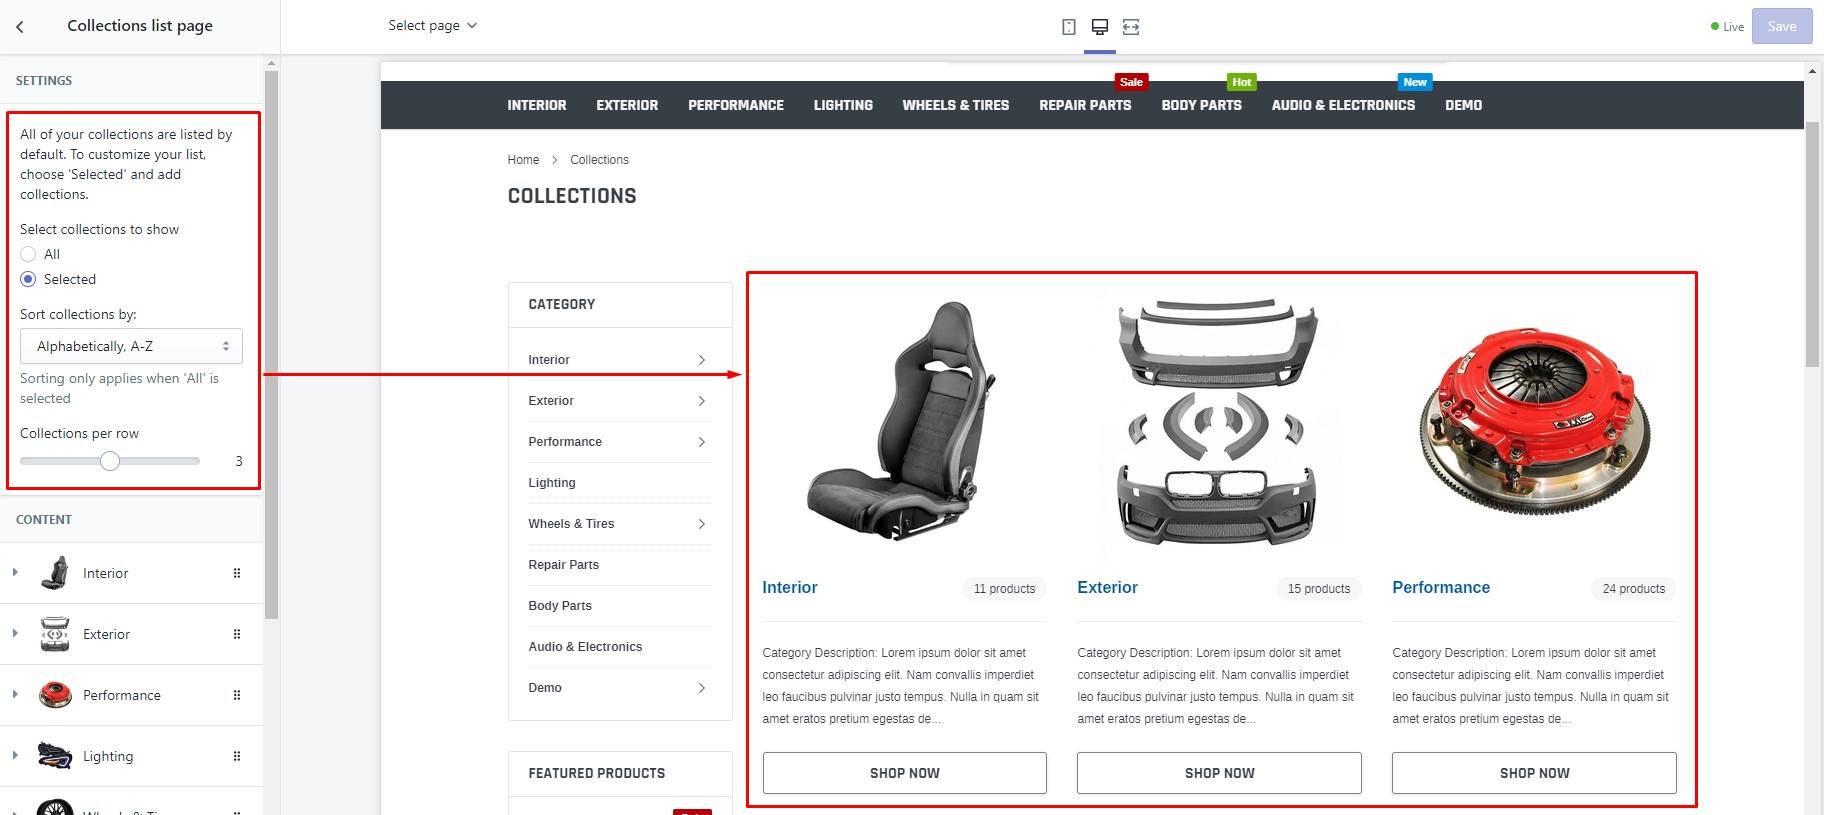 Collections list page
Select page
Live
Save
SETTINGS
All of your collections are listed by
default. To customize your list,
choose 'Selected' and add
collections.
Select collections to show
All
Selected
Sort collections by:
Alphabetically, A-Z
Sorting only applies when 'All' is
selected
Collections per row
3
CONTENT
Interior
Exterior
Performance
Lighting
Sale
Hot
New
INTERIOR EXTERIOR PERFORMANCE LIGHTING WHEELS & TIRES REPAIR PARTS BODY PARTS AUDIO & ELECTRONICS DEMO
Home > Collections
COLLECTIONS
CATEGORY
Interior
Exterior
Performance
Lighting
Wheels & Tires
Repair Parts
Body Parts
Audio & Electronics
Demo
FEATURED PRODUCTS
Interior
11 products
Category Description: Lorem ipsum dolor sit amet
consectetur adipiscing elit. Nam convallis imperdiet
leo faucibus pulvinar justo tempus. Nulla in quam sit
amet eratos pretium egestas de...
SHOP NOW
Exterior
15 products
Category Description: Lorem ipsum dolor sit amet
consectetur adipiscing elit. Nam convallis imperdiet
leo faucibus pulvinar justo tempus. Nulla in quam sit
amet eratos pretium egestas de...
SHOP NOW
Performance
24 products
Category Description: Lorem ipsum dolor sit amet
consectetur adipiscing elit. Nam convallis imperdiet
leo faucibus pulvinar justo tempus. Nulla in quam sit
amet eratos pretium egestas de...
SHOP NOW